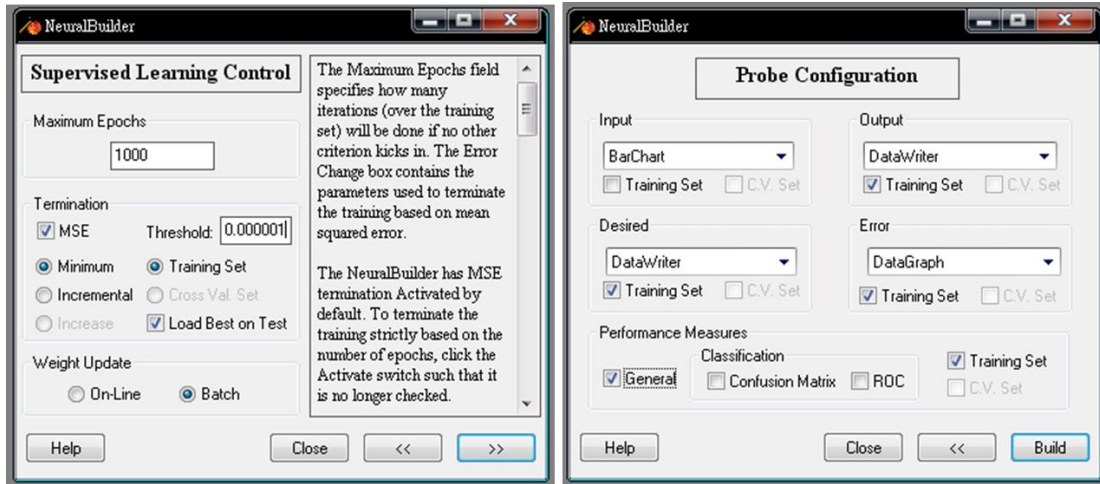 NeuralBuilder
Supervised Learning Control
Maximum Epochs
1000
Termination
MSE Threshold: 0.000001
Minimum Training Set
Incremental Cross Val. Set
Increase Load Best on Test
Weight Update
On-Line Batch
The Maximum Epochs field
specifies how many
iterations (over the training
set) will be done if no other
criterion kicks in. The Error
Change box contains the
parameters used to terminate
the training based on mean
squared error.
The NeuralBuilder has MSE
termination Activated by
default. To terminate the
training strictly based on the
number of epochs, click the
Activate switch such that it
is no longer checked.
Help Close << >>
NeuralBuilder
Probe Configuration
Input Output
BarChart DataWriter
Training Set C.V. Set Training Set C.V. Set
Desired Error
DataWriter DataGraph
Training Set C.V. Set Training Set C.V. Set
Performance Measures
Classification
General Confusion Matrix ROC
Training Set
C.V. Set
Help Close << Build